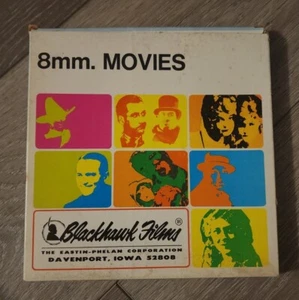 8mm. MOVIES
Blackhawk Films ®
THE EASTIN-PHELAN CORPORATION
DAVENPORT, IOWA 52808